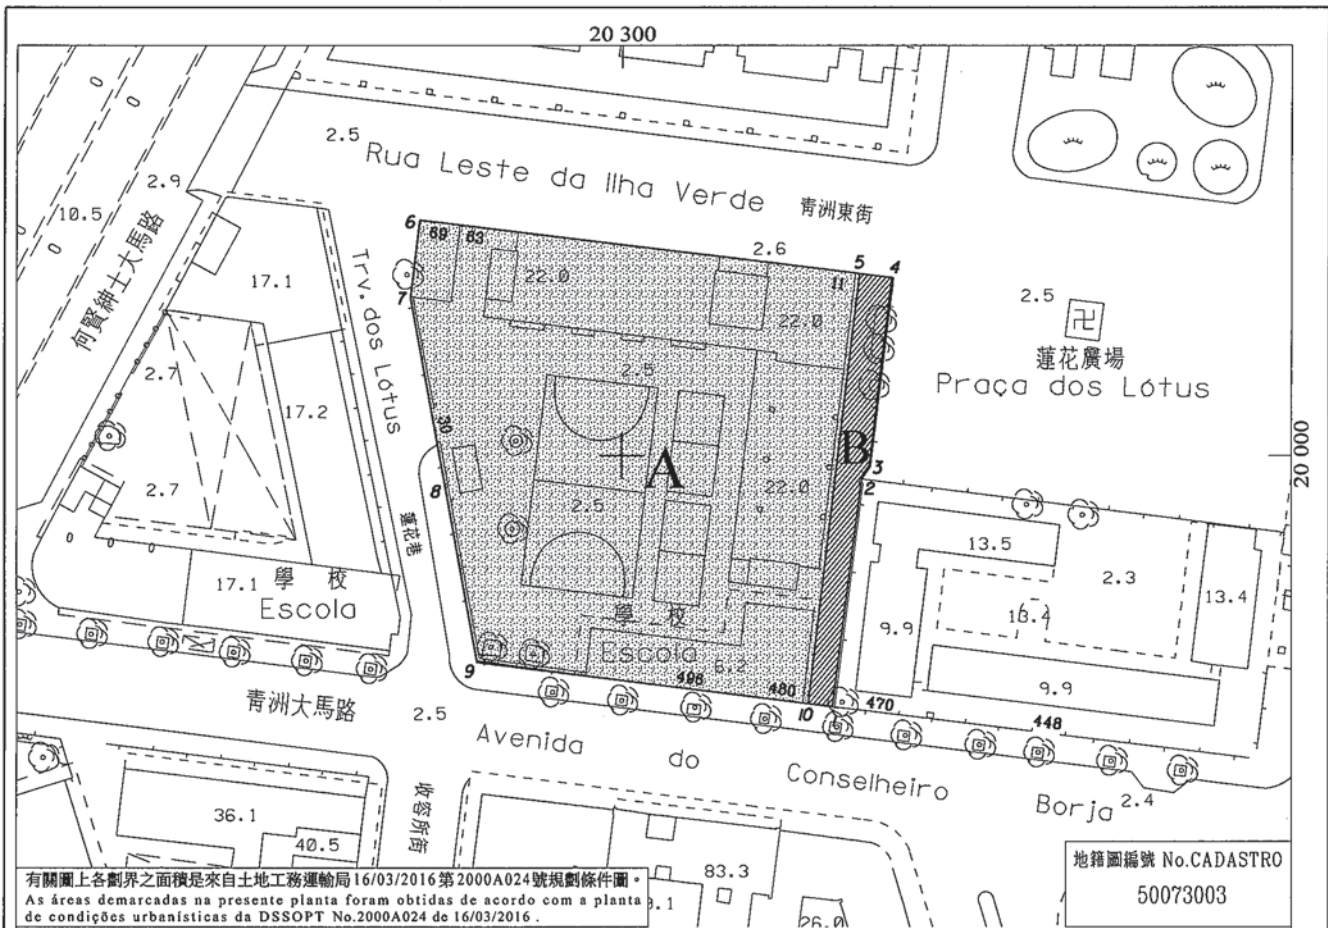 20 300
2.5
Rua Leste da Ilha Verde
青洲東街
2.9
10.5
何賢紳士大馬路
6
69
63
2.6
5
4
11
22.0
22.0
17.1
Trv. dos Lótus
7
2.5
卍
蓮花廣場
Praça dos Lótus
2.7
17.2
2.5
30
A
B
3
20 000
2.7
8
2.5
22.0
2
蓮花巷
13.5
2.3
13.4
13.4
17.1
學 校
Escola
學 校
Escola
6.2
9.9
9.9
9
496
480
10
470
448
青洲大馬路
2.5
Avenida do Conselheiro Borja
2.4
收容所街
36.1
40.5
83.3
26.0
有關圖上各劃界之面積是來自土地工務運輸局16/03/2016第2000A024號規劃條件圖。
As áreas demarcadas na presente planta foram obtidas de acordo com a planta
de condições urbanísticas da DSSOPT No.2000A024 de 16/03/2016 .
地籍圖編號 No.CADASTRO
50073003